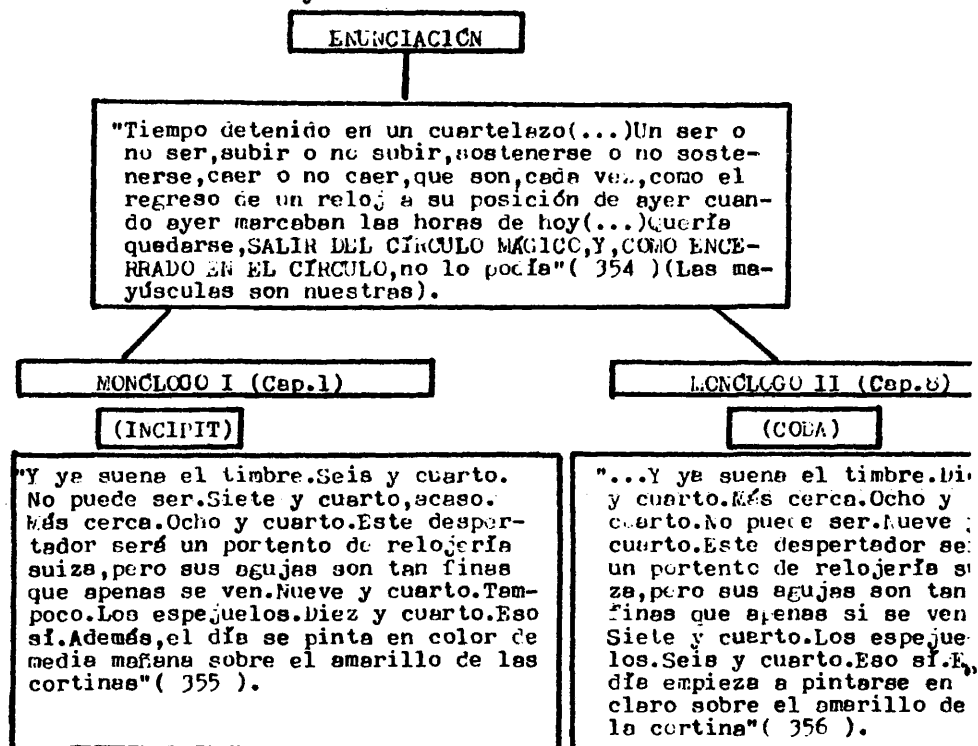 ENUNCIACIÓN
"Tiempo detenido en un cuartelazo(...)Un ser o
no ser,subir o no subir,sostenerse o no soste-
nerse,caer o no caer,que son,cada vez,como el
regreso de un reloj a su posición de ayer cuan-
do ayer marcaban las horas de hoy(...)Quería
quedarse,SALIR DEL CÍRCULO MÁGICO,Y,COMO ENCE-
RRADO EN EL CÍRCULO,no lo podía"( 354 )(Las ma-
yúsculas son nuestras).
MONÓLOGO I (Cap.1)
(INCIPIT)
"Y ya suena el timbre.Seis y cuarto.
No puede ser.Siete y cuarto,acaso.
Más cerca.Ocho y cuarto.Este desper-
tador será un portento de relojería
suiza,pero sus agujas son tan finas
que apenas se ven.Nueve y cuarto.Tam-
poco.Los espejuelos.Diez y cuarto.Eso
sí.Además,el día se pinta en color de
media mañana sobre el amarillo de las
cortinas"( 355 ).
MONÓLOGO II (Cap.8)
(CODA)
"...Y ya suena el timbre.
y cuarto.Más cerca.Ocho y
cuarto.No puede ser.Nueve
cuarto.Este despertador
un portento de relojería
za,pero sus agujas son tan
finas que apenas si se ven
Siete y cuarto.Los espejue-
los.Seis y cuarto.Eso sí.
día empieza a pintarse en
claro sobre el amarillo de
la cortina"( 356 ).